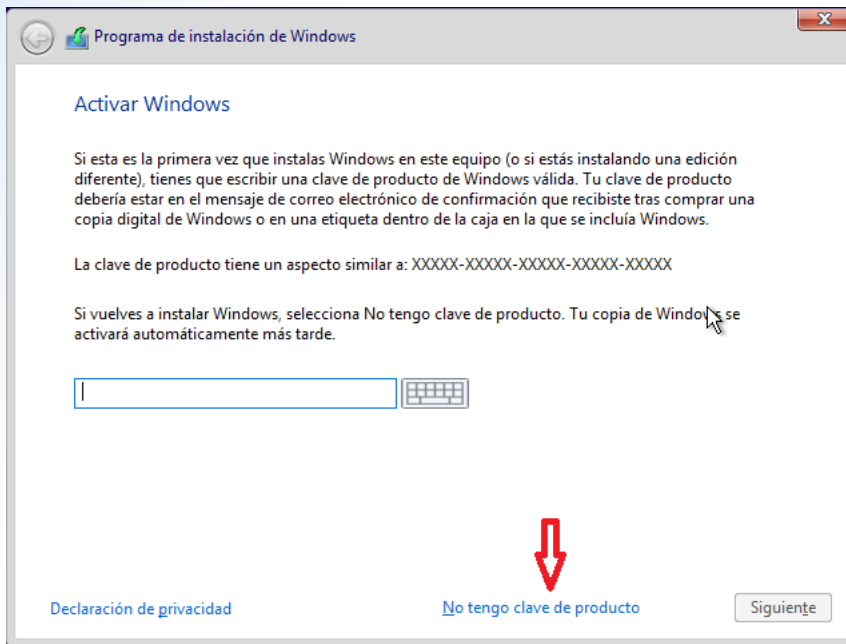 Programa de instalación de Windows
Activar Windows
Si esta es la primera vez que instalas Windows en este equipo (o si estás instalando una edición
diferente), tienes que escribir una clave de producto de Windows válida. Tu clave de producto
debería estar en el mensaje de correo electrónico de confirmación que recibiste tras comprar una
copia digital de Windows o en una etiqueta dentro de la caja en la que se incluía Windows.
La clave de producto tiene un aspecto similar a: XXXXX-XXXXX-XXXXX-XXXXX-XXXXX
Si vuelves a instalar Windows, selecciona No tengo clave de producto. Tu copia de Windows se
activará automáticamente más tarde.
Declaración de privacidad
No tengo clave de producto
Siguiente